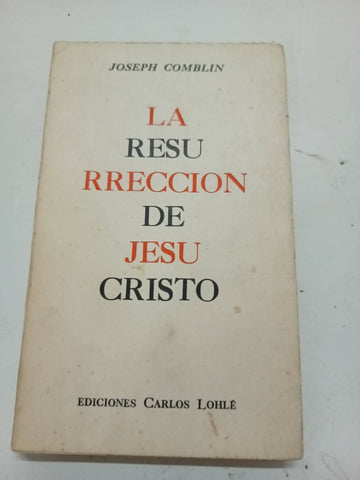 JOSEPH COMBLIN
LA
RESU
RRECCION
DE
JESU
CRISTO
EDICIONES CARLOS LOHLÉ